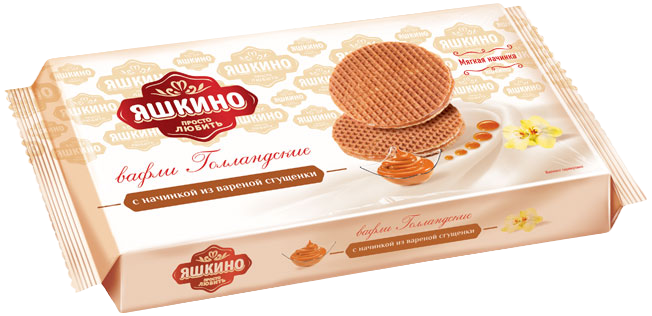 ЯШКИНО
ПРОСТО
ЛЮБИТЬ
Мягкая начинка
вафли Голландские
с начинкой из вареной сгущенки
ЯШКИНО
ПРОСТО
ЛЮБИТЬ
вафли Голландские
с начинкой из вареной сгущенки